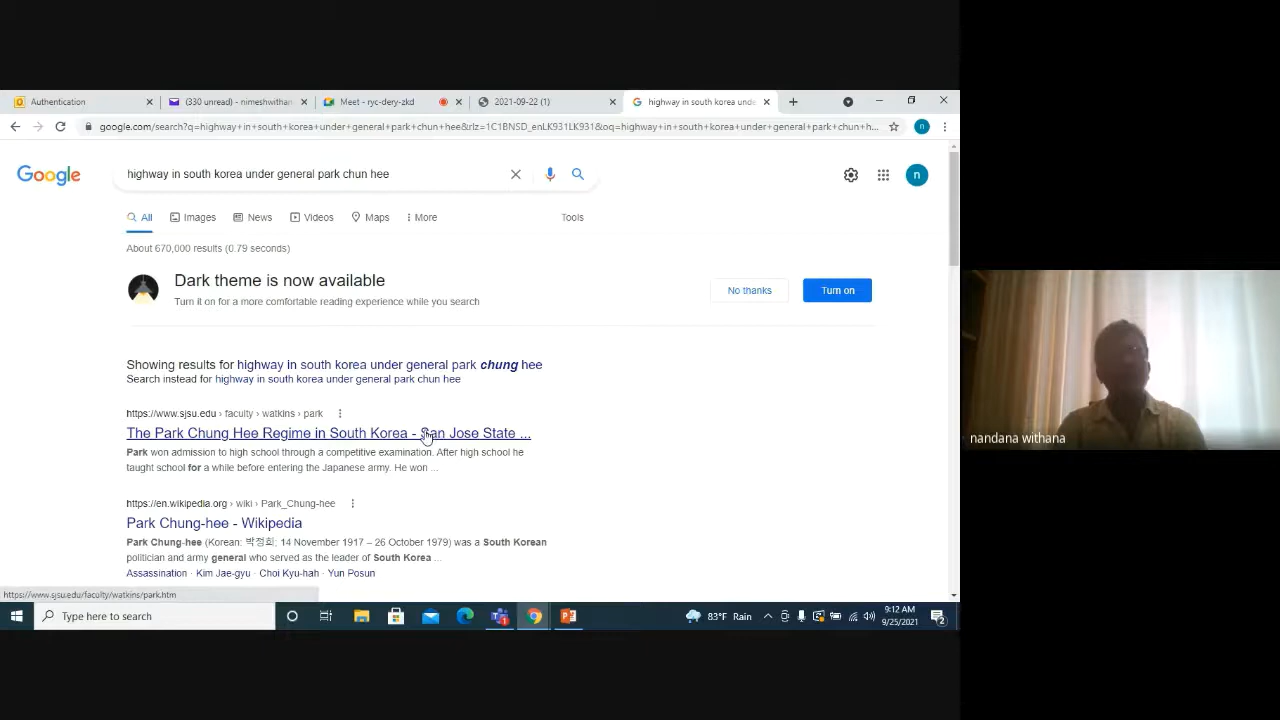 Authentication
(330 unread) - nimeshwithan
Meet - ryc-dery-zkd
2021-09-22 (1)
highway in south korea unde
google.com/search?q=highway+in+south+korea+under+general+park+chun+hee&rlz=1C1BNSD_enLK931LK931&oq=highway+in+south+korea+under+general+park+chun+h...
n
Google
highway in south korea under general park chun hee
n
All
Images
News
Videos
Maps
More
Tools
About 670,000 results (0.79 seconds)
Dark theme is now available
Turn it on for a more comfortable reading experience while you search
No thanks
Turn on
Showing results for highway in south korea under general park chung hee
Search instead for highway in south korea under general park chun hee
https://www.sjsu.edu › faculty › watkins › park
The Park Chung Hee Regime in South Korea - San Jose State ...
Park won admission to high school through a competitive examination. After high school he
taught school for a while before entering the Japanese army. He won ...
https://en.wikipedia.org › wiki › Park_Chung-hee
Park Chung-hee - Wikipedia
Park Chung-hee (Korean: 박정희; 14 November 1917 – 26 October 1979) was a South Korean
politician and army general who served as the leader of South Korea ...
Assassination · Kim Jae-gyu · Choi Kyu-hah · Yun Posun
https://www.sjsu.edu/faculty/watkins/park.htm
Type here to search
83°F Rain
9:12 AM
9/25/2021
2
nandana withana